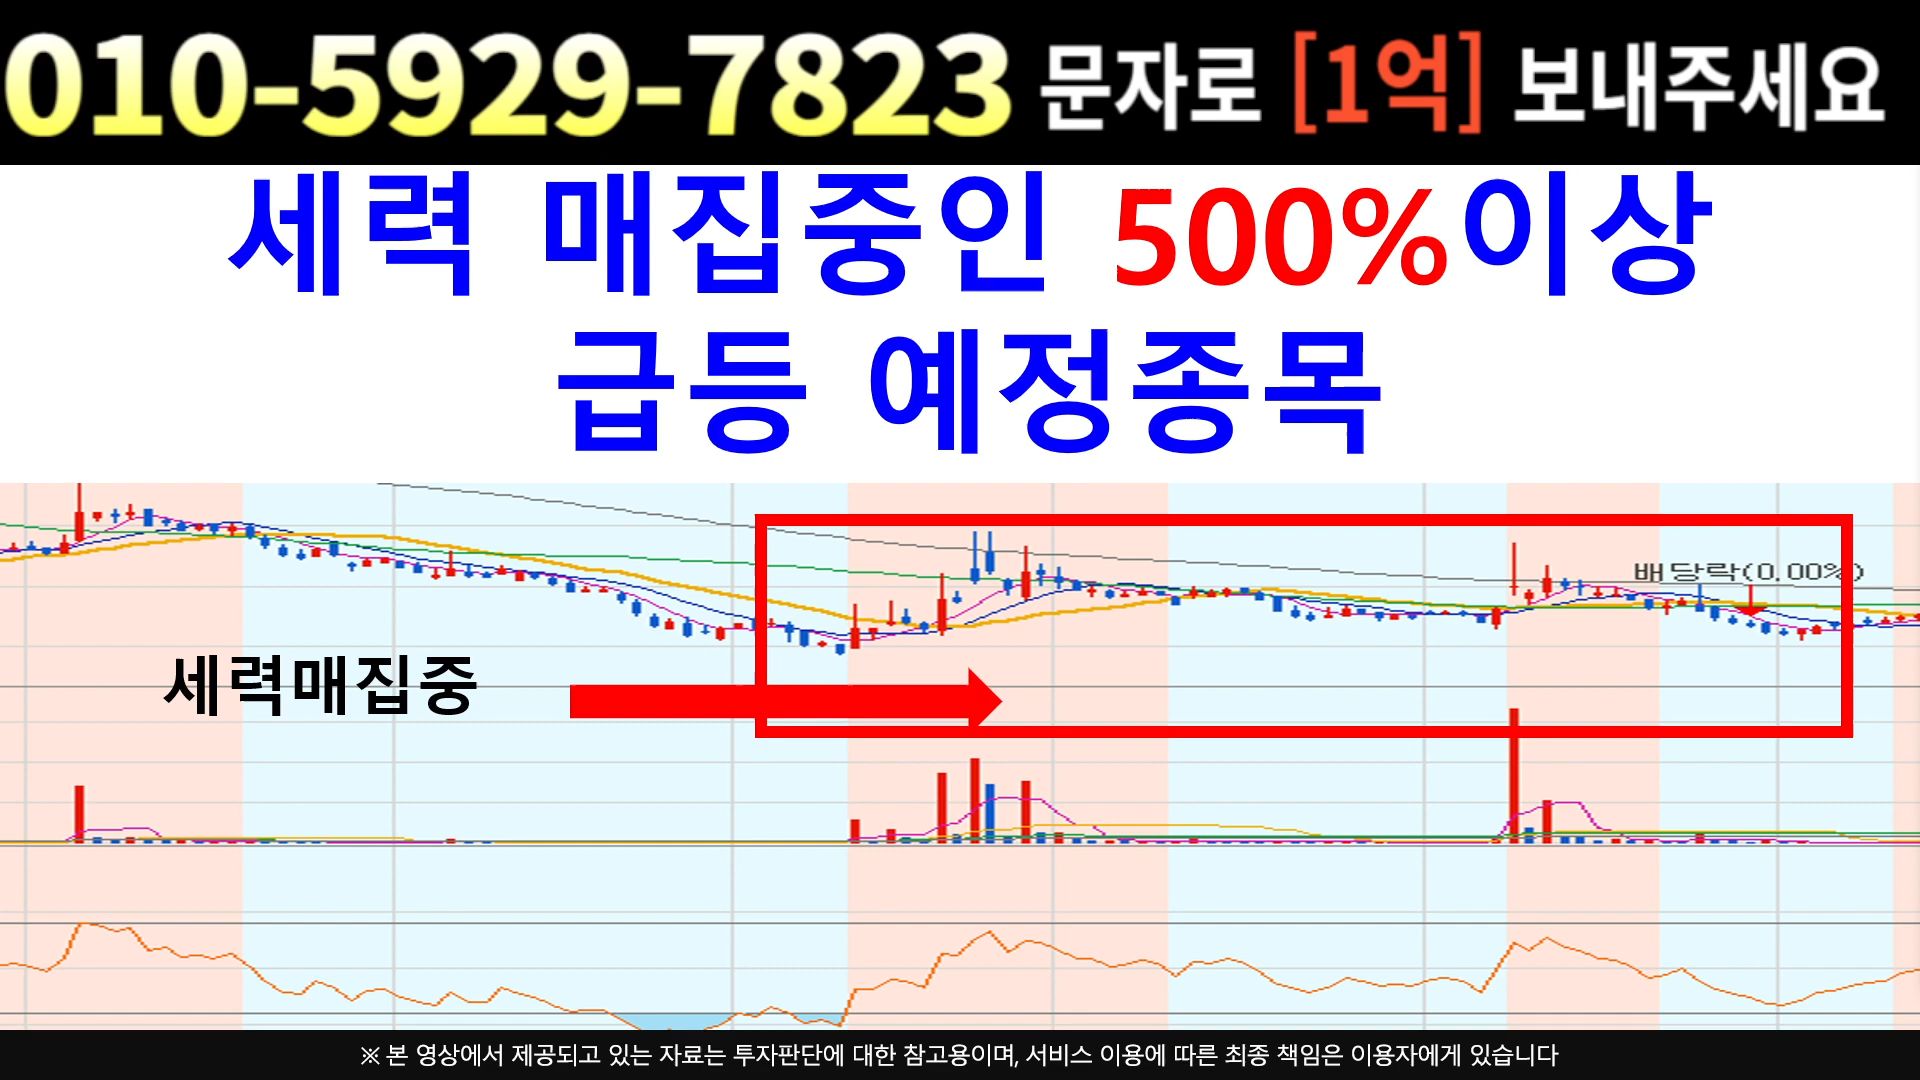 010-5929-7823 문자로 [1억] 보내주세요
세력 매집중인 500%이상
급등 예정종목
배당락(0.00%)
세력매집중
※ 본 영상에서 제공되고 있는 자료는 투자판단에 대한 참고용이며, 서비스 이용에 따른 최종 책임은 이용자에게 있습니다